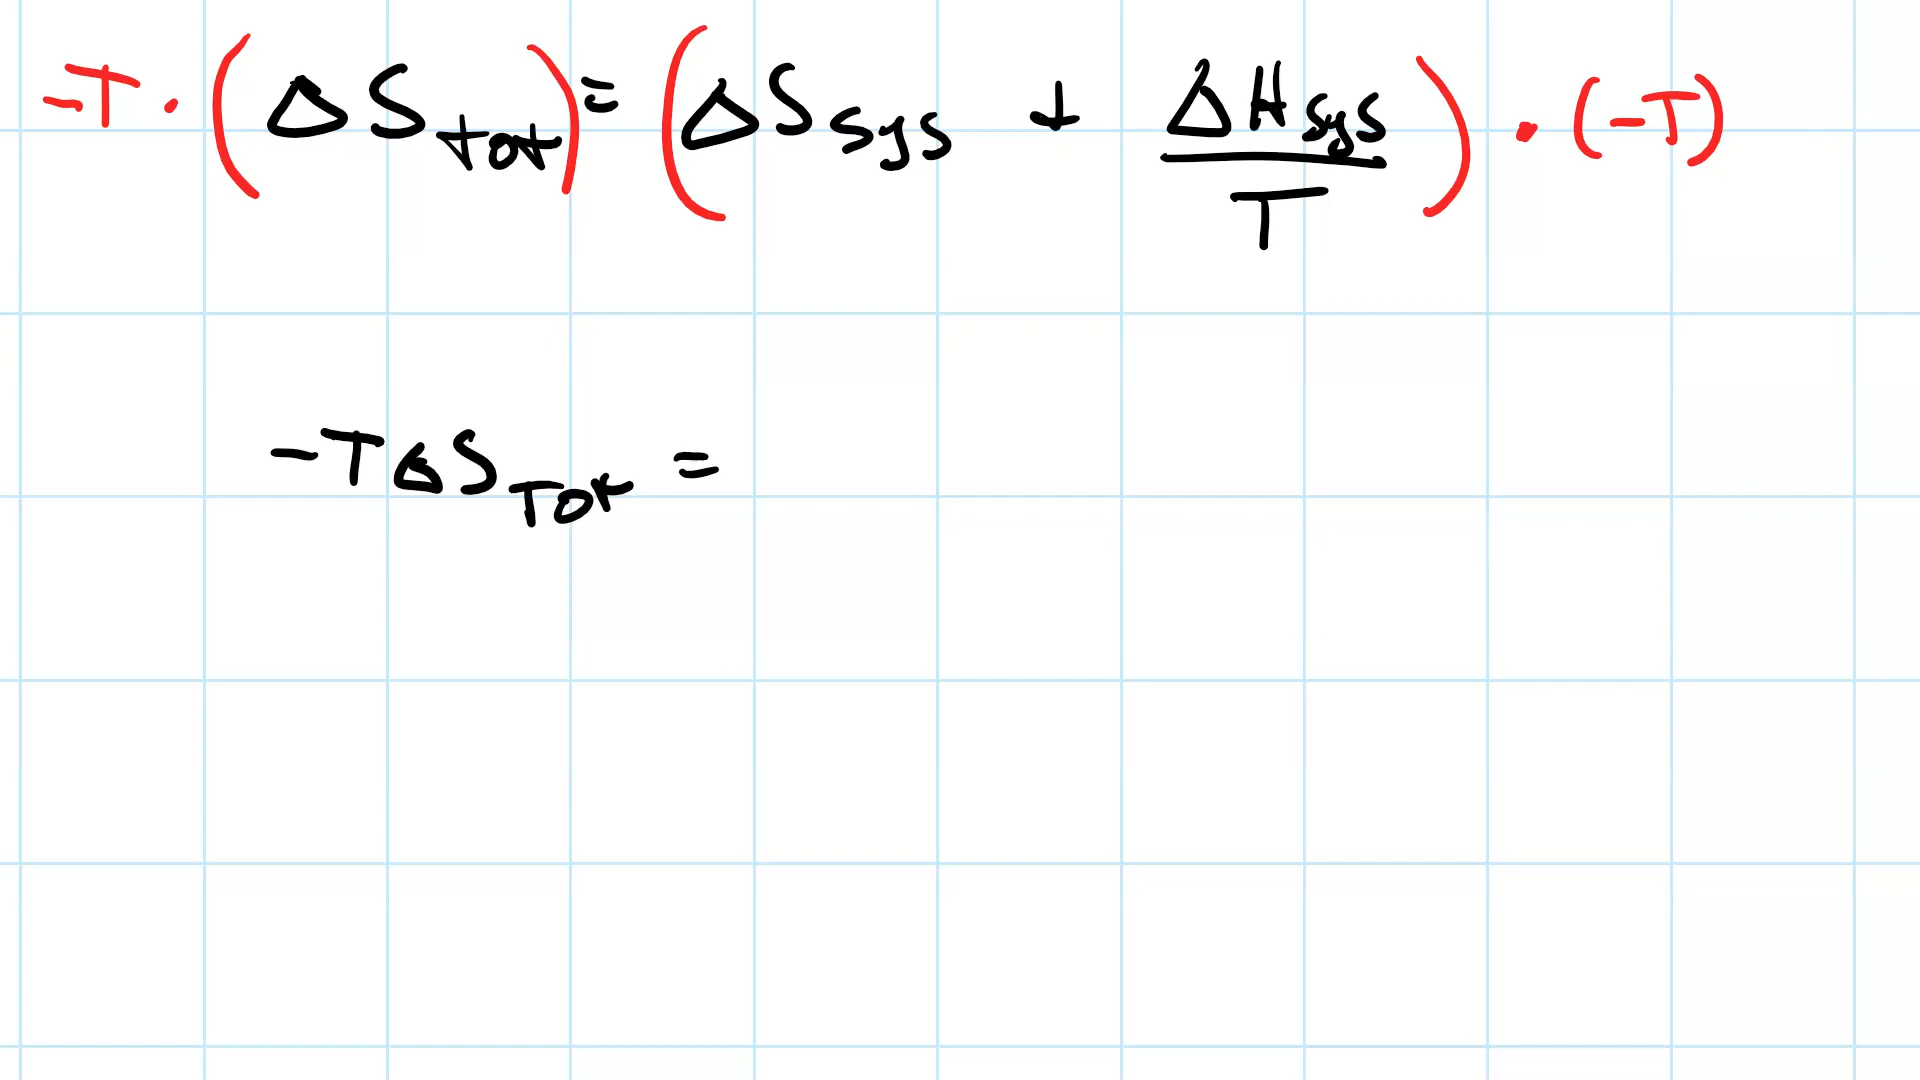 -T · (ΔS_tot) = (ΔS_sys + ΔH_sys / T) · (-T)
-TΔS_Tot =